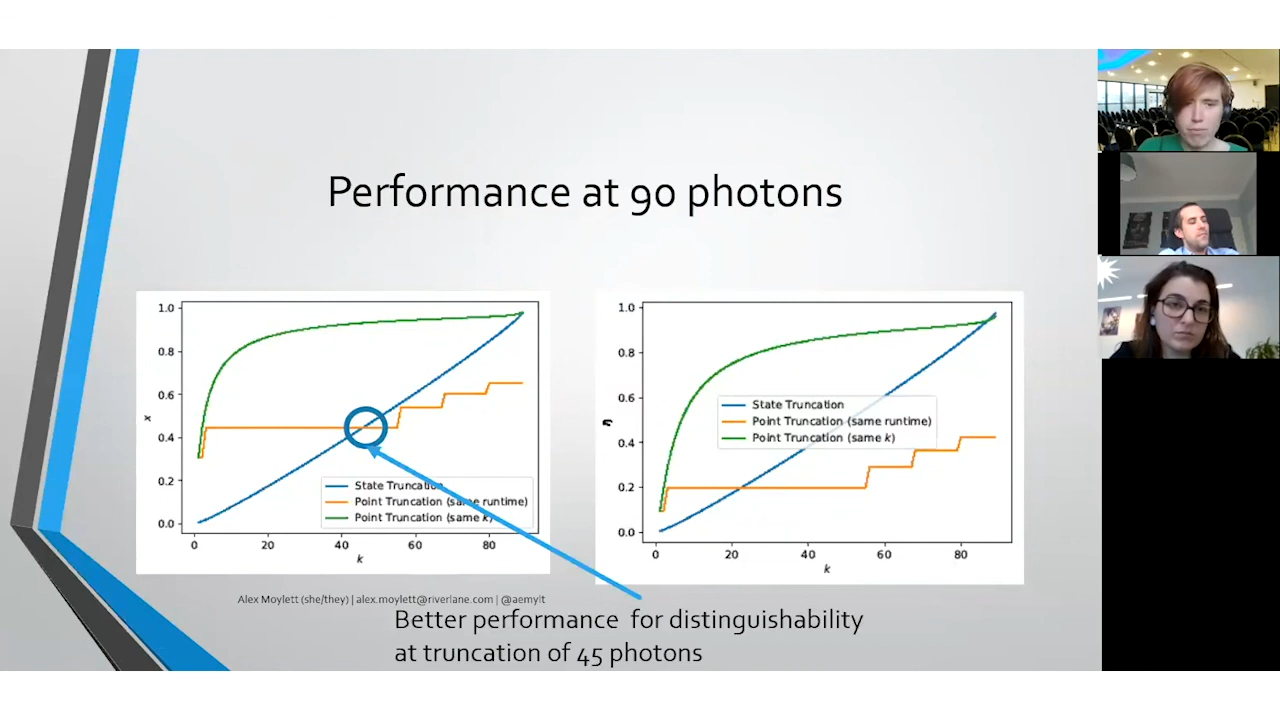 Performance at 90 photons
1.0
0.8
0.6
0.4
0.2
0.0
x
0
20
40
60
80
k
State Truncation
Point Truncation (same runtime)
Point Truncation (same k)
1.0
0.8
0.6
0.4
0.2
0.0
η
0
20
40
60
80
k
State Truncation
Point Truncation (same runtime)
Point Truncation (same k)
Alex Moylett (she/they) | alex.moylett@riverlane.com | @aemylt
Better performance for distinguishability
at truncation of 45 photons